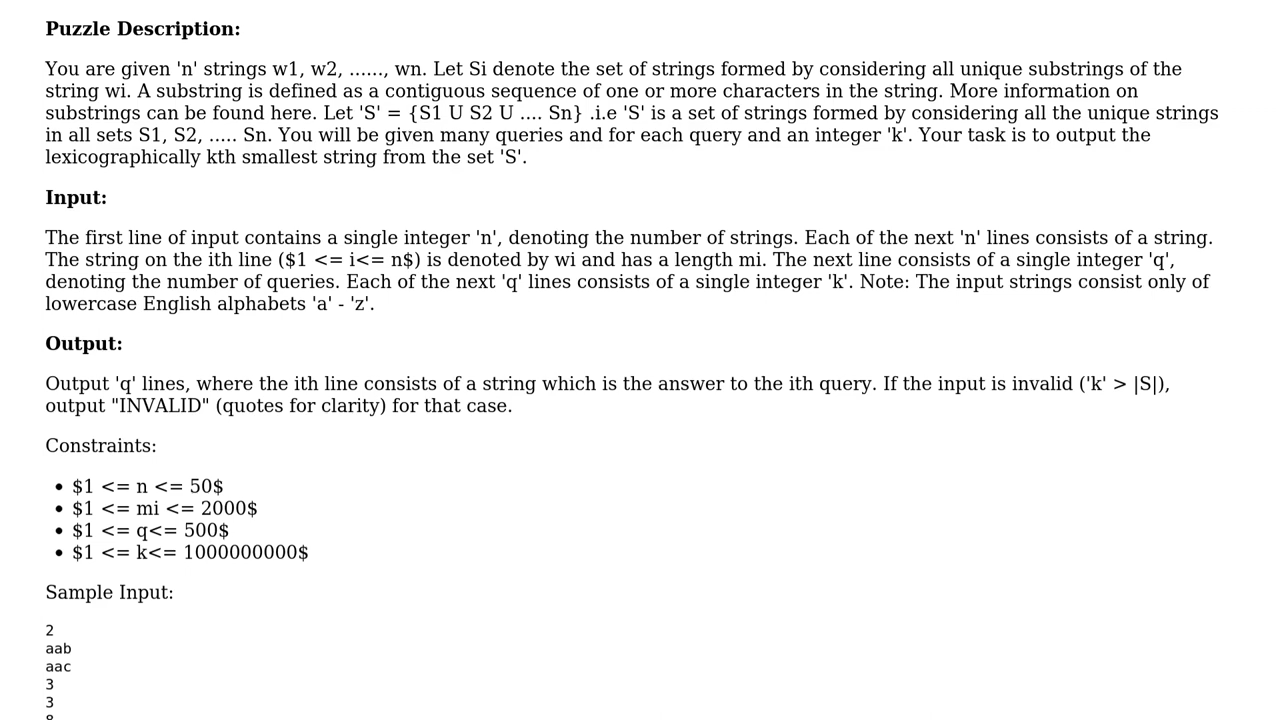 Puzzle Description:
You are given 'n' strings w1, w2, ......, wn. Let Si denote the set of strings formed by considering all unique substrings of the
string wi. A substring is defined as a contiguous sequence of one or more characters in the string. More information on
substrings can be found here. Let 'S' = {S1 U S2 U .... Sn} .i.e 'S' is a set of strings formed by considering all the unique strings
in all sets S1, S2, ..... Sn. You will be given many queries and for each query and an integer 'k'. Your task is to output the
lexicographically kth smallest string from the set 'S'.
Input:
The first line of input contains a single integer 'n', denoting the number of strings. Each of the next 'n' lines consists of a string.
The string on the ith line ($1 <= i<= n$) is denoted by wi and has a length mi. The next line consists of a single integer 'q',
denoting the number of queries. Each of the next 'q' lines consists of a single integer 'k'. Note: The input strings consist only of
lowercase English alphabets 'a' - 'z'.
Output:
Output 'q' lines, where the ith line consists of a string which is the answer to the ith query. If the input is invalid ('k' > |S|),
output "INVALID" (quotes for clarity) for that case.
Constraints:
• $1 <= n <= 50$
• $1 <= mi <= 2000$
• $1 <= q<= 500$
• $1 <= k<= 1000000000$
Sample Input:
2
aab
aac
3
3